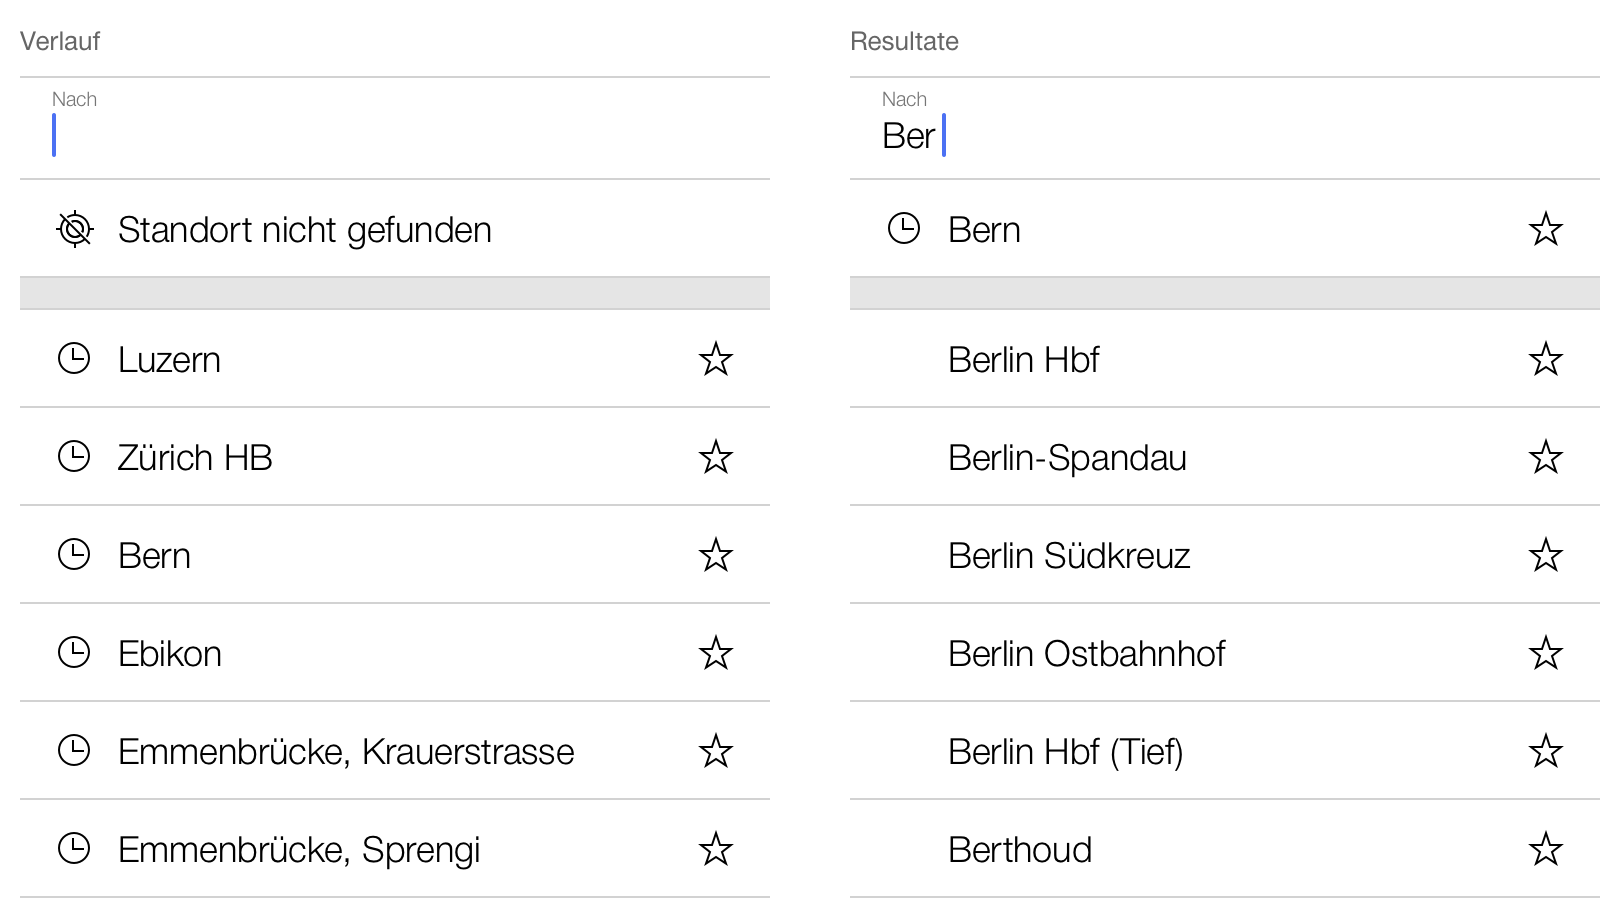 Verlauf
Nach
Standort nicht gefunden
Luzern
Zürich HB
Bern
Ebikon
Emmenbrücke, Krauerstrasse
Emmenbrücke, Sprengi
Resultate
Nach
Ber
Bern
Berlin Hbf
Berlin-Spandau
Berlin Südkreuz
Berlin Ostbahnhof
Berlin Hbf (Tief)
Berthoud